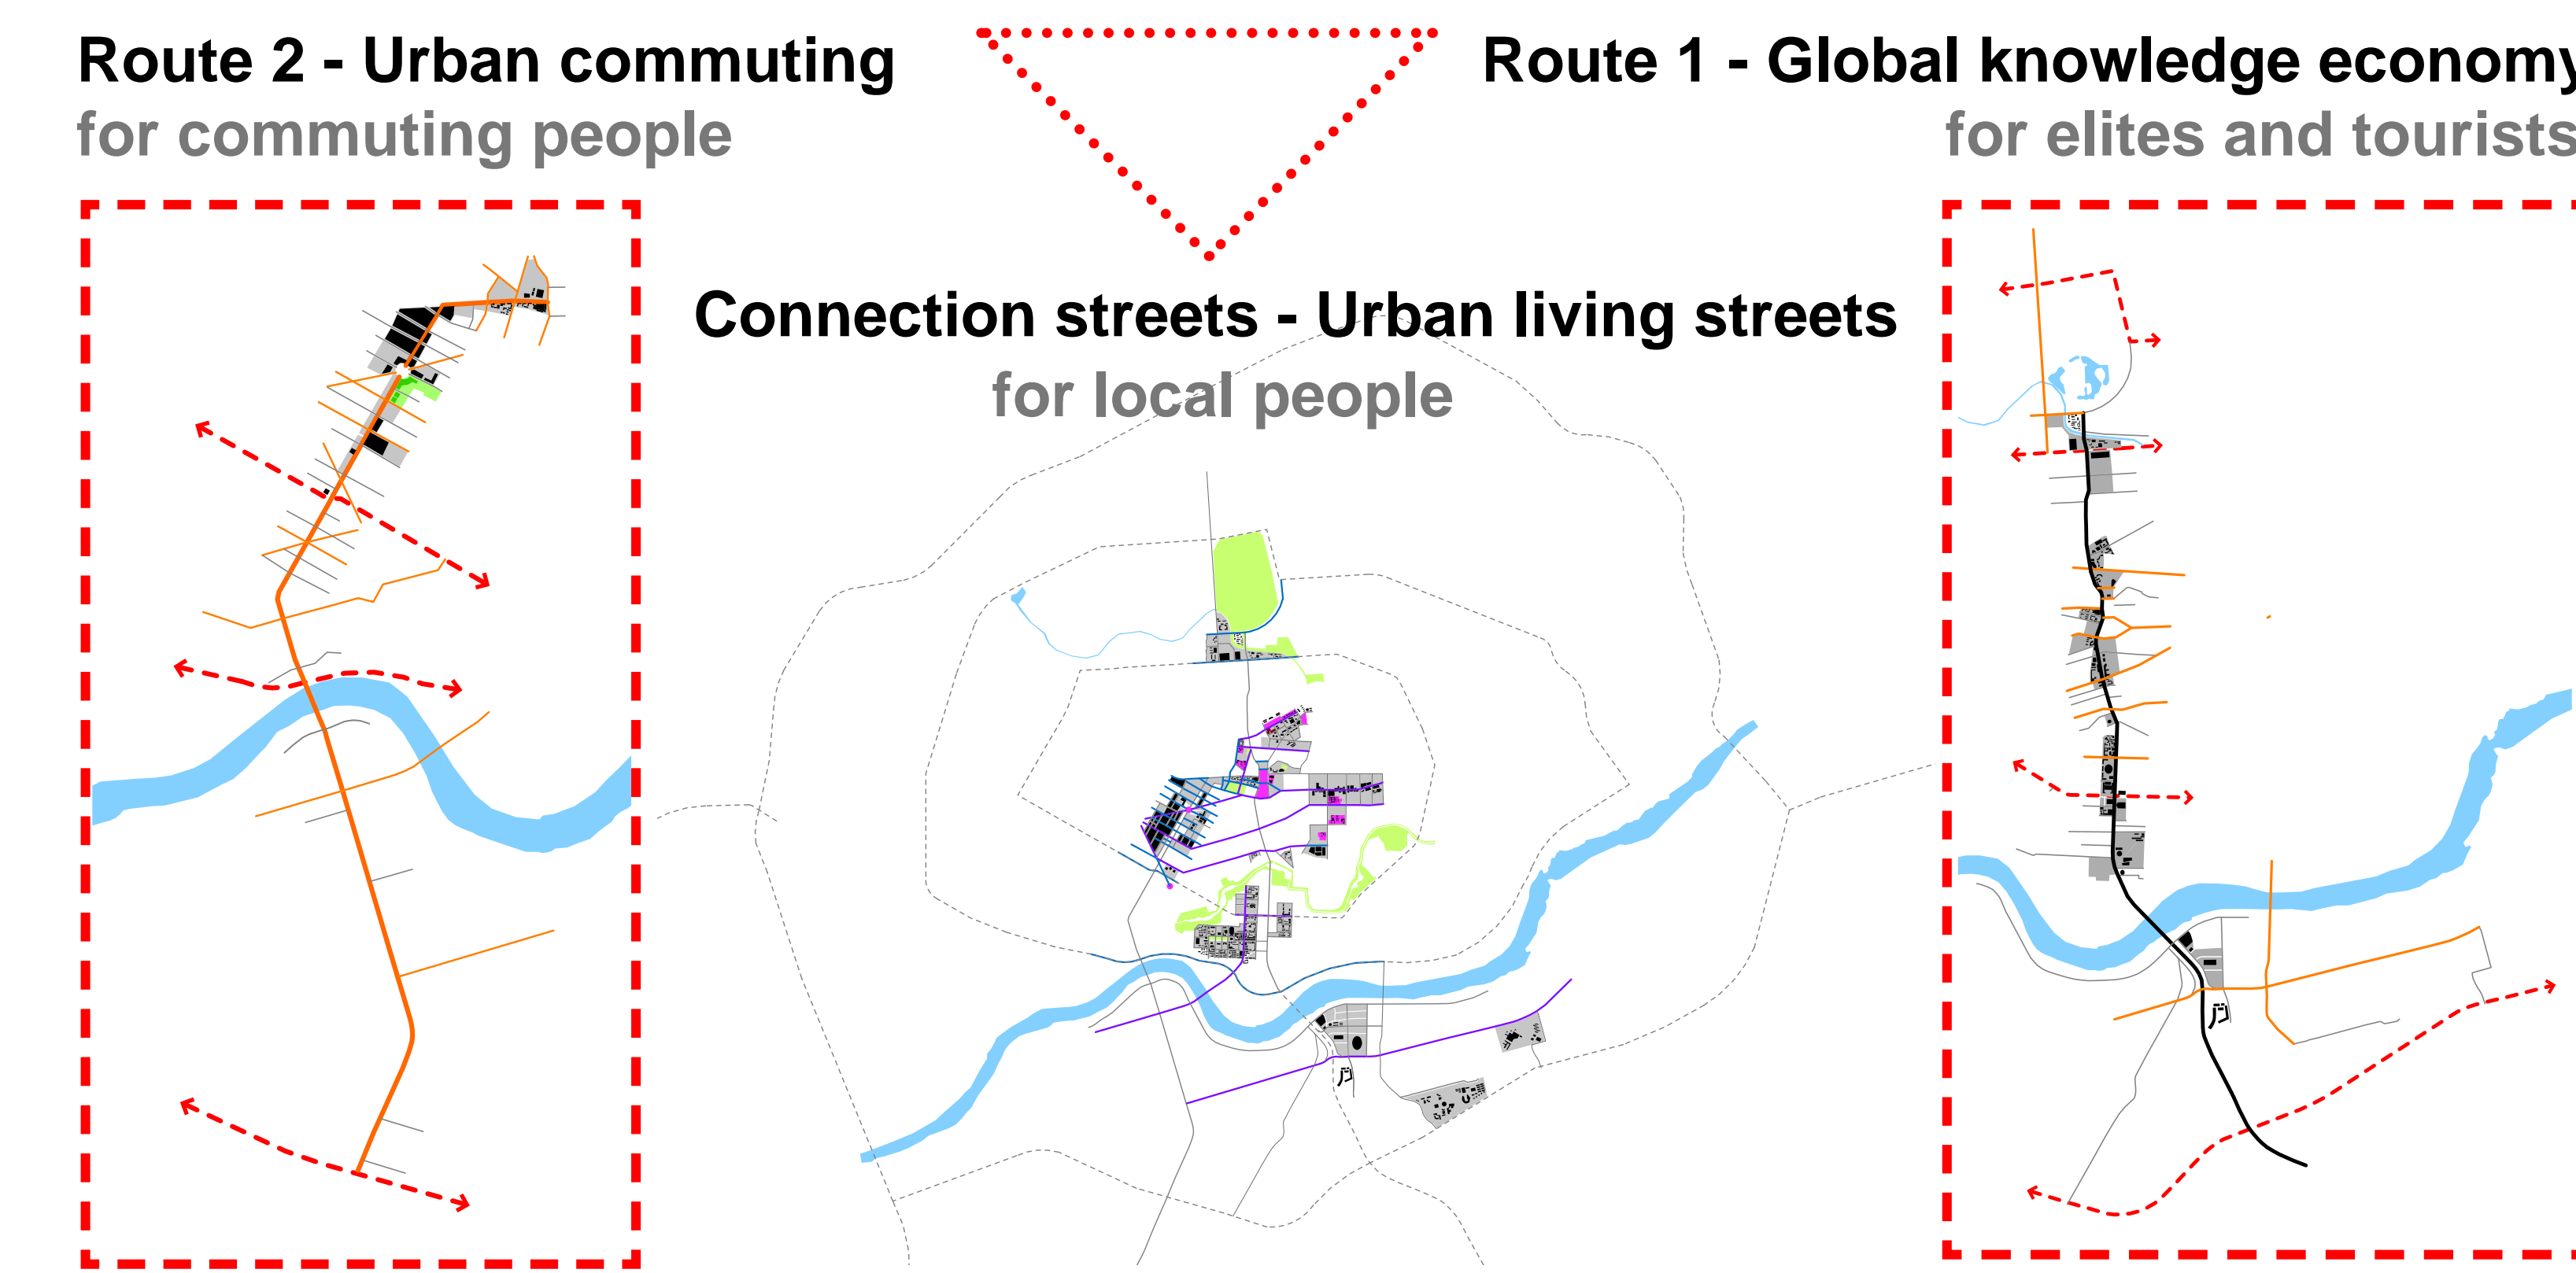 Route 2 - Urban commuting
for commuting people
Route 1 - Global knowledge economy
for elites and tourists
Connection streets - Urban living streets
for local people